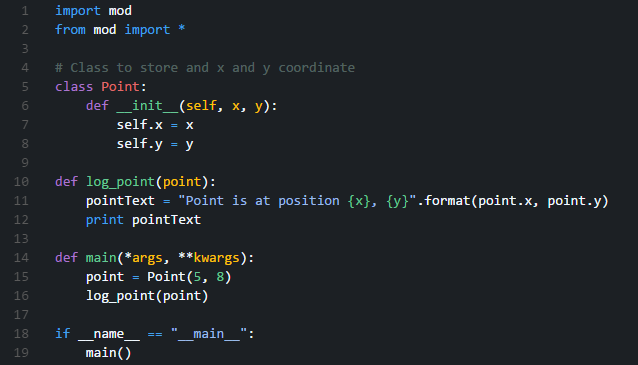 1 import mod
2 from mod import *
3
4 # Class to store and x and y coordinate
5 class Point:
6     def __init__(self, x, y):
7         self.x = x
8         self.y = y
9
10 def log_point(point):
11     pointText = "Point is at position {x}, {y}".format(point.x, point.y)
12     print pointText
13
14 def main(*args, **kwargs):
15     point = Point(5, 8)
16     log_point(point)
17
18 if __name__ == "__main__":
19     main()